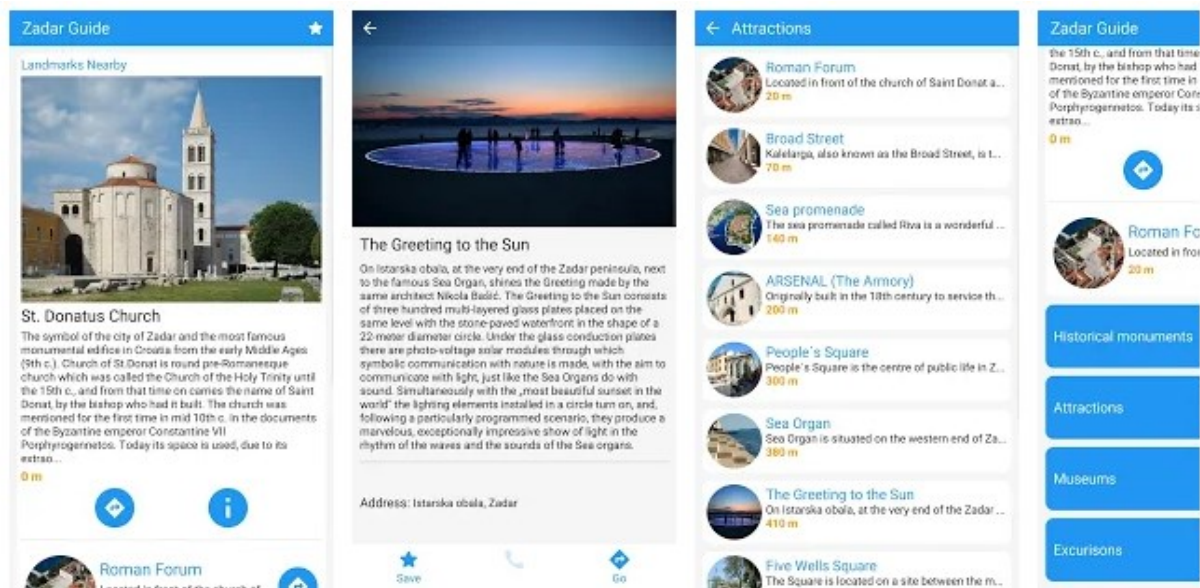 Zadar Guide
Landmarks Nearby
St. Donatus Church
The symbol of the city of Zadar and the most famous
monumental edifice in Croatia from the early Middle Ages
(9th c.). Church of St.Donat is round pre-Romanesque
church which was called the Church of the Holy Trinity until
the 15th c., and from that time on carries the name of Saint
Donat, by the bishop who had it built. The church was
mentioned for the first time in mid 10th c. in the documents
of the Byzantine emperor Constantine VII
Porphyrogennetos. Today its space is used, due to its
extrao...
0 m
Roman Forum
Located in front of the church of
The Greeting to the Sun
On Istarska obala, at the very end of the Zadar peninsula, next
to the famous Sea Organ, shines the Greeting made by the
same architect Nikola Bašić. The Greeting to the Sun consists
of three hundred multi-layered glass plates placed on the
same level with the stone-paved waterfront in the shape of a
22-meter diameter circle. Under the glass conduction plates
there are photo-voltage solar modules through which
symbolic communication with nature is made, with the aim to
communicate with light, just like the Sea Organs do with
sound. Simultaneously with the „most beautiful sunset in the
world" the lighting elements installed in a circle turn on, and,
following a particularly programmed scenario, they produce a
marvelous, exceptionally impressive show of light in the
rhythm of the waves and the sounds of the Sea organs.
Address: Istarska obala, Zadar
Save
Go
Attractions
Roman Forum
Located in front of the church of Saint Donat a...
20 m
Broad Street
Kalelarga, also known as the Broad Street, is t...
70 m
Sea promenade
The sea promenade called Riva is a wonderful ...
140 m
ARSENAL (The Armory)
Originally built in the 18th century to service th...
200 m
People´s Square
People´s Square is the centre of public life in Z...
300 m
Sea Organ
Sea Organ is situated on the western end of Za...
380 m
The Greeting to the Sun
On Istarska obala, at the very end of the Zadar ...
410 m
Five Wells Square
The Square is located on a site between the m...
Zadar Guide
the 15th c., and from that time
Donat, by the bishop who had
mentioned for the first time in
of the Byzantine emperor Cons
Porphyrogennetos. Today its s
extrao...
0 m
Roman Fo
Located in fron
20 m
Historical monuments
Attractions
Museums
Excurisons